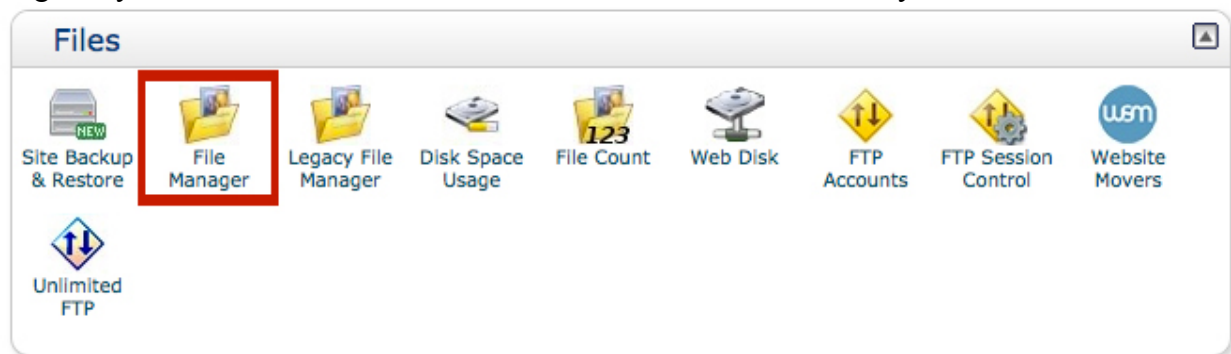 Files
NEW
Site Backup
& Restore
File
Manager
Legacy File
Manager
Disk Space
Usage
123
File Count
Web Disk
FTP
Accounts
FTP Session
Control
wsm
Website
Movers
Unlimited
FTP